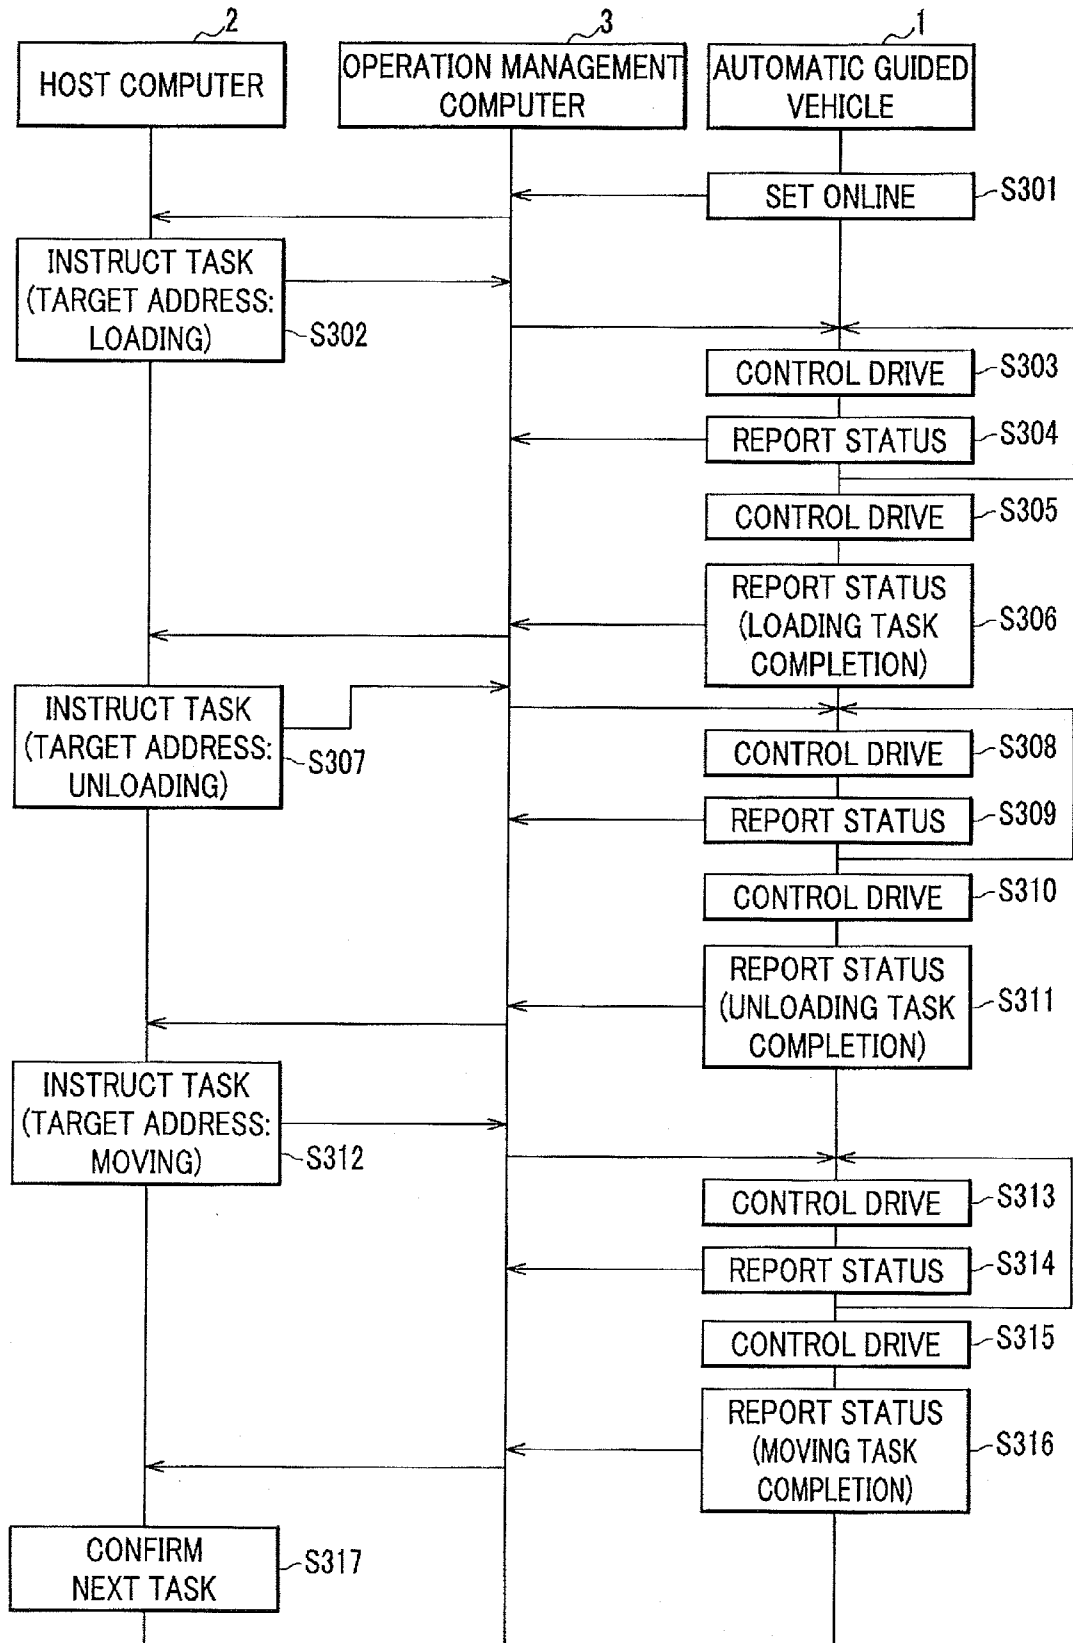 2
3
1
HOST COMPUTER
OPERATION MANAGEMENT
COMPUTER
AUTOMATIC GUIDED
VEHICLE
SET ONLINE
S301
INSTRUCT TASK
(TARGET ADDRESS:
LOADING)
S302
CONTROL DRIVE
S303
REPORT STATUS
S304
CONTROL DRIVE
S305
REPORT STATUS
(LOADING TASK
COMPLETION)
S306
INSTRUCT TASK
(TARGET ADDRESS:
UNLOADING)
S307
CONTROL DRIVE
S308
REPORT STATUS
S309
CONTROL DRIVE
S310
REPORT STATUS
(UNLOADING TASK
COMPLETION)
S311
INSTRUCT TASK
(TARGET ADDRESS:
MOVING)
S312
CONTROL DRIVE
S313
REPORT STATUS
S314
CONTROL DRIVE
S315
REPORT STATUS
(MOVING TASK
COMPLETION)
S316
CONFIRM
NEXT TASK
S317